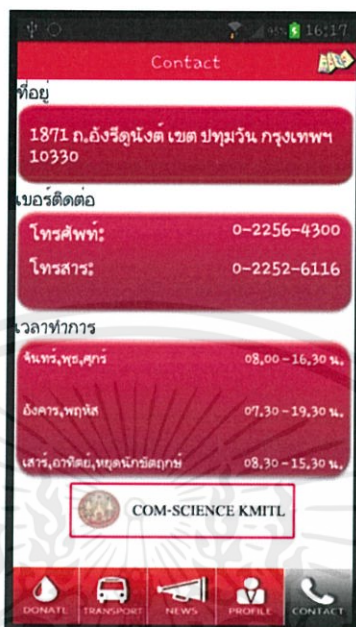 95% 16:17
Contact
ที่อยู่
1871 ถ.อังรีดูนังต์ เขต ปทุมวัน กรุงเทพฯ
10330
เบอร์ติดต่อ
โทรศัพท์: 0-2256-4300
โทรสาร: 0-2252-6116
เวลาทำการ
จันทร์,พุธ,ศุกร์ 08.00-16.30 น.
อังคาร,พฤหัส 07.30-19.30 น.
เสาร์,อาทิตย์,หยุดนักขัตฤกษ์ 08.30-15.30 น.
COM-SCIENCE KMITL
DONATE TRANSPORT NEWS PROFILE CONTACT